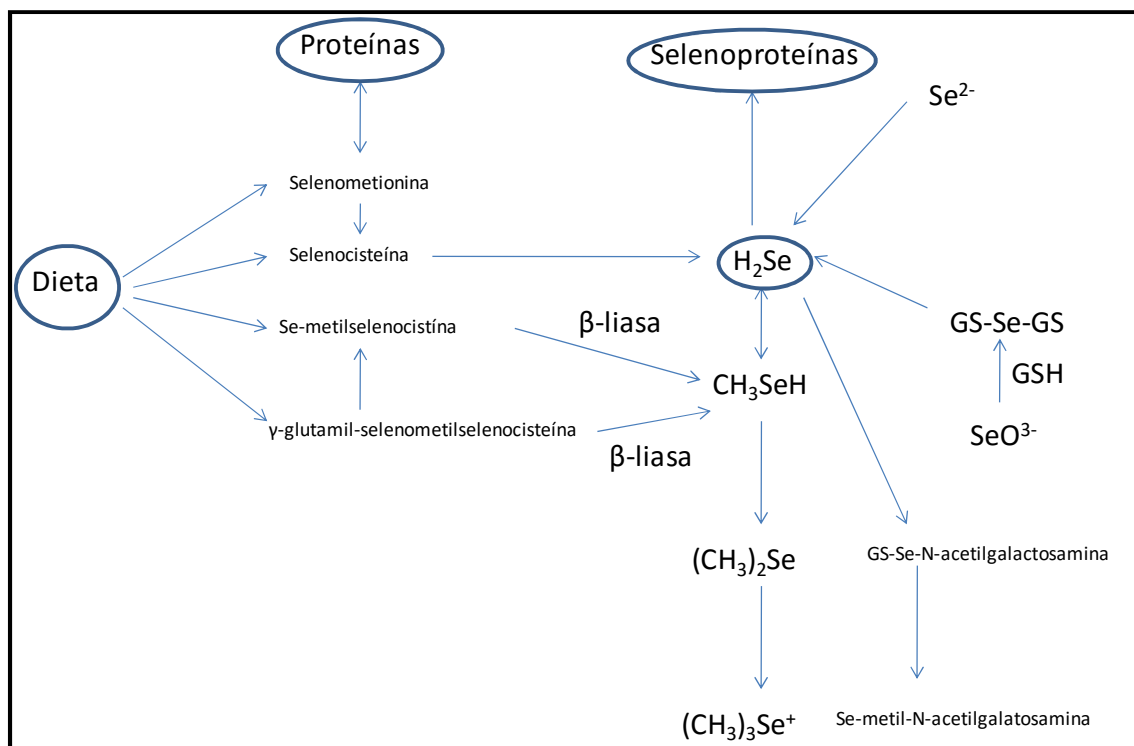 Proteínas
Selenoproteínas
Se²⁻
Selenometionina
Dieta
Selenocisteína
H₂Se
Se-metilselenocistína
β-liasa
GS-Se-GS
CH₃SeH
GSH
γ-glutamil-selenometilselenocisteína
β-liasa
SeO³⁻
(CH₃)₂Se
GS-Se-N-acetilgalactosamina
(CH₃)₃Se⁺
Se-metil-N-acetilgalatosamina